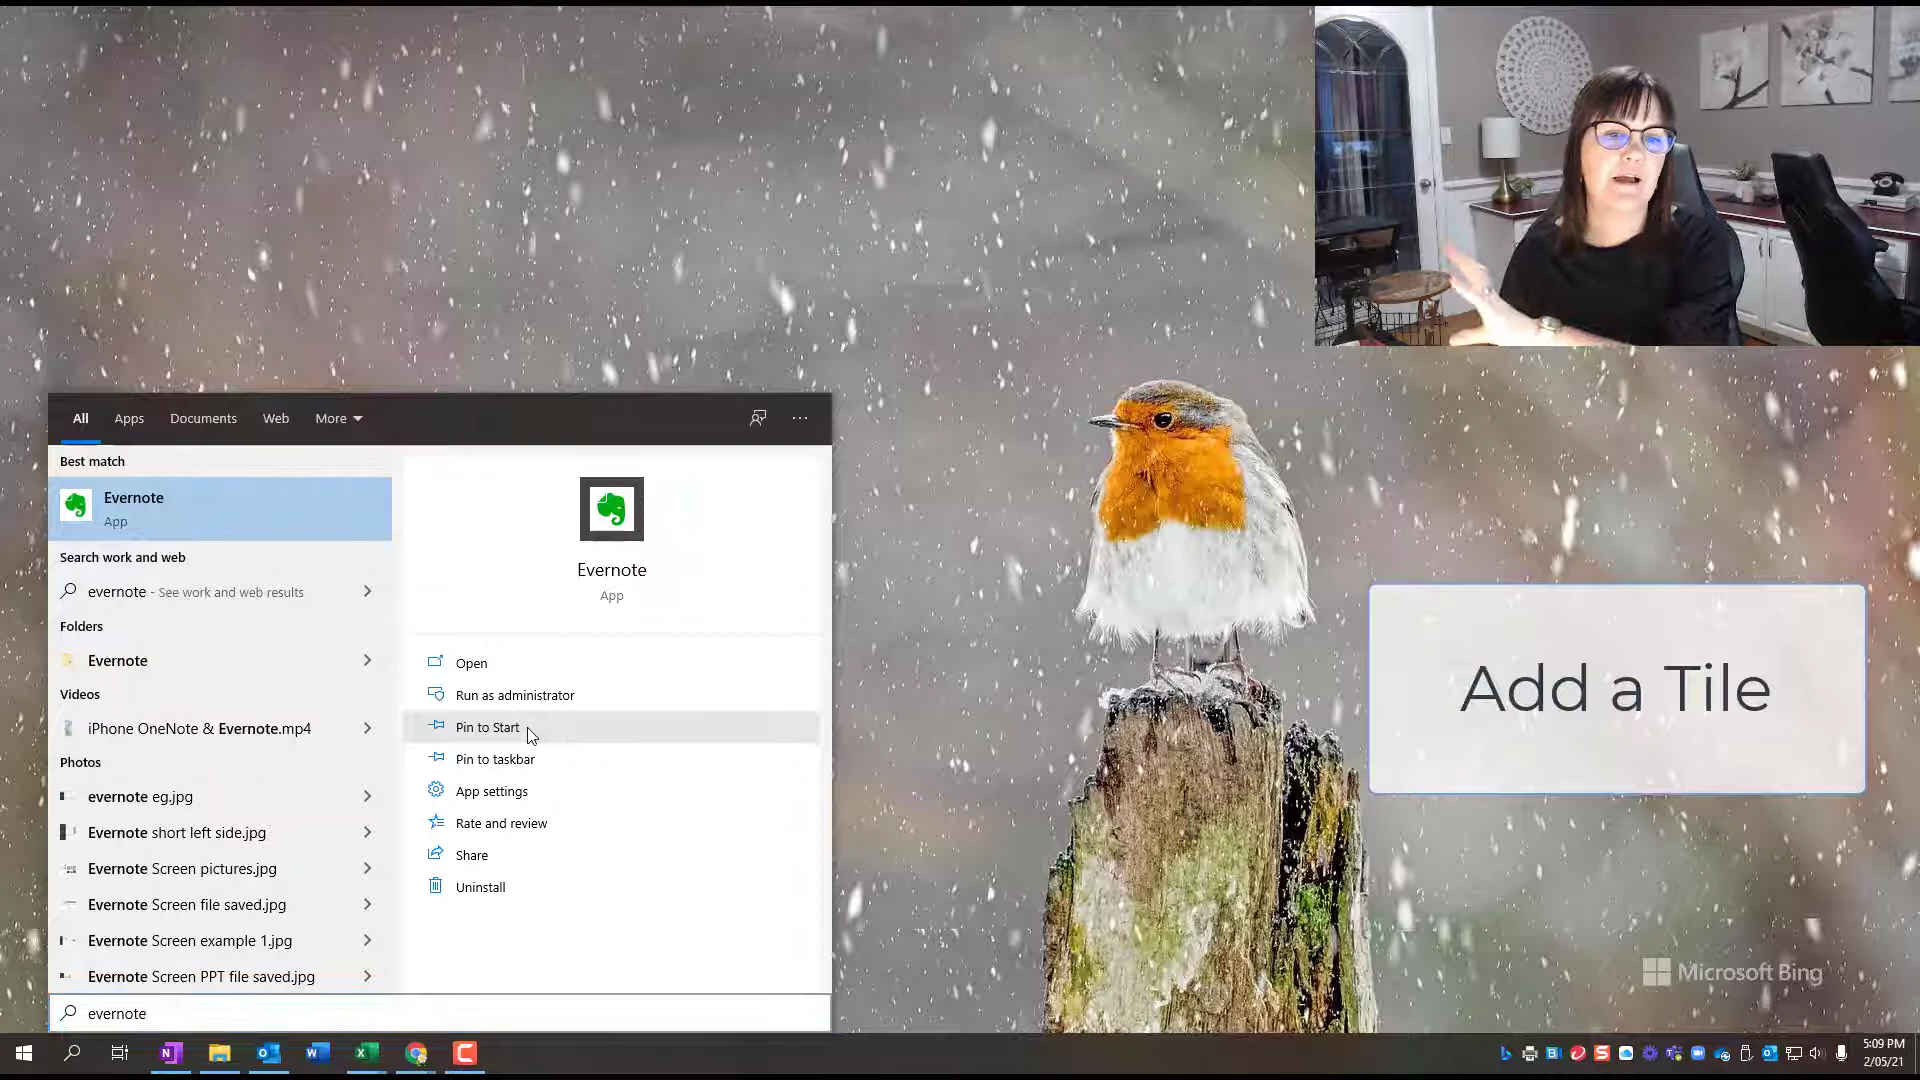 All Apps Documents Web More
Best match
Evernote
App
Search work and web
evernote - See work and web results
Folders
Evernote
Videos
iPhone OneNote & Evernote.mp4
Photos
evernote eg.jpg
Evernote short left side.jpg
Evernote Screen pictures.jpg
Evernote Screen file saved.jpg
Evernote Screen example 1.jpg
Evernote Screen PPT file saved.jpg
evernote
Evernote
App
Open
Run as administrator
Pin to Start
Pin to taskbar
App settings
Rate and review
Share
Uninstall
Add a Tile
Microsoft Bing
5:09 PM
2/05/21